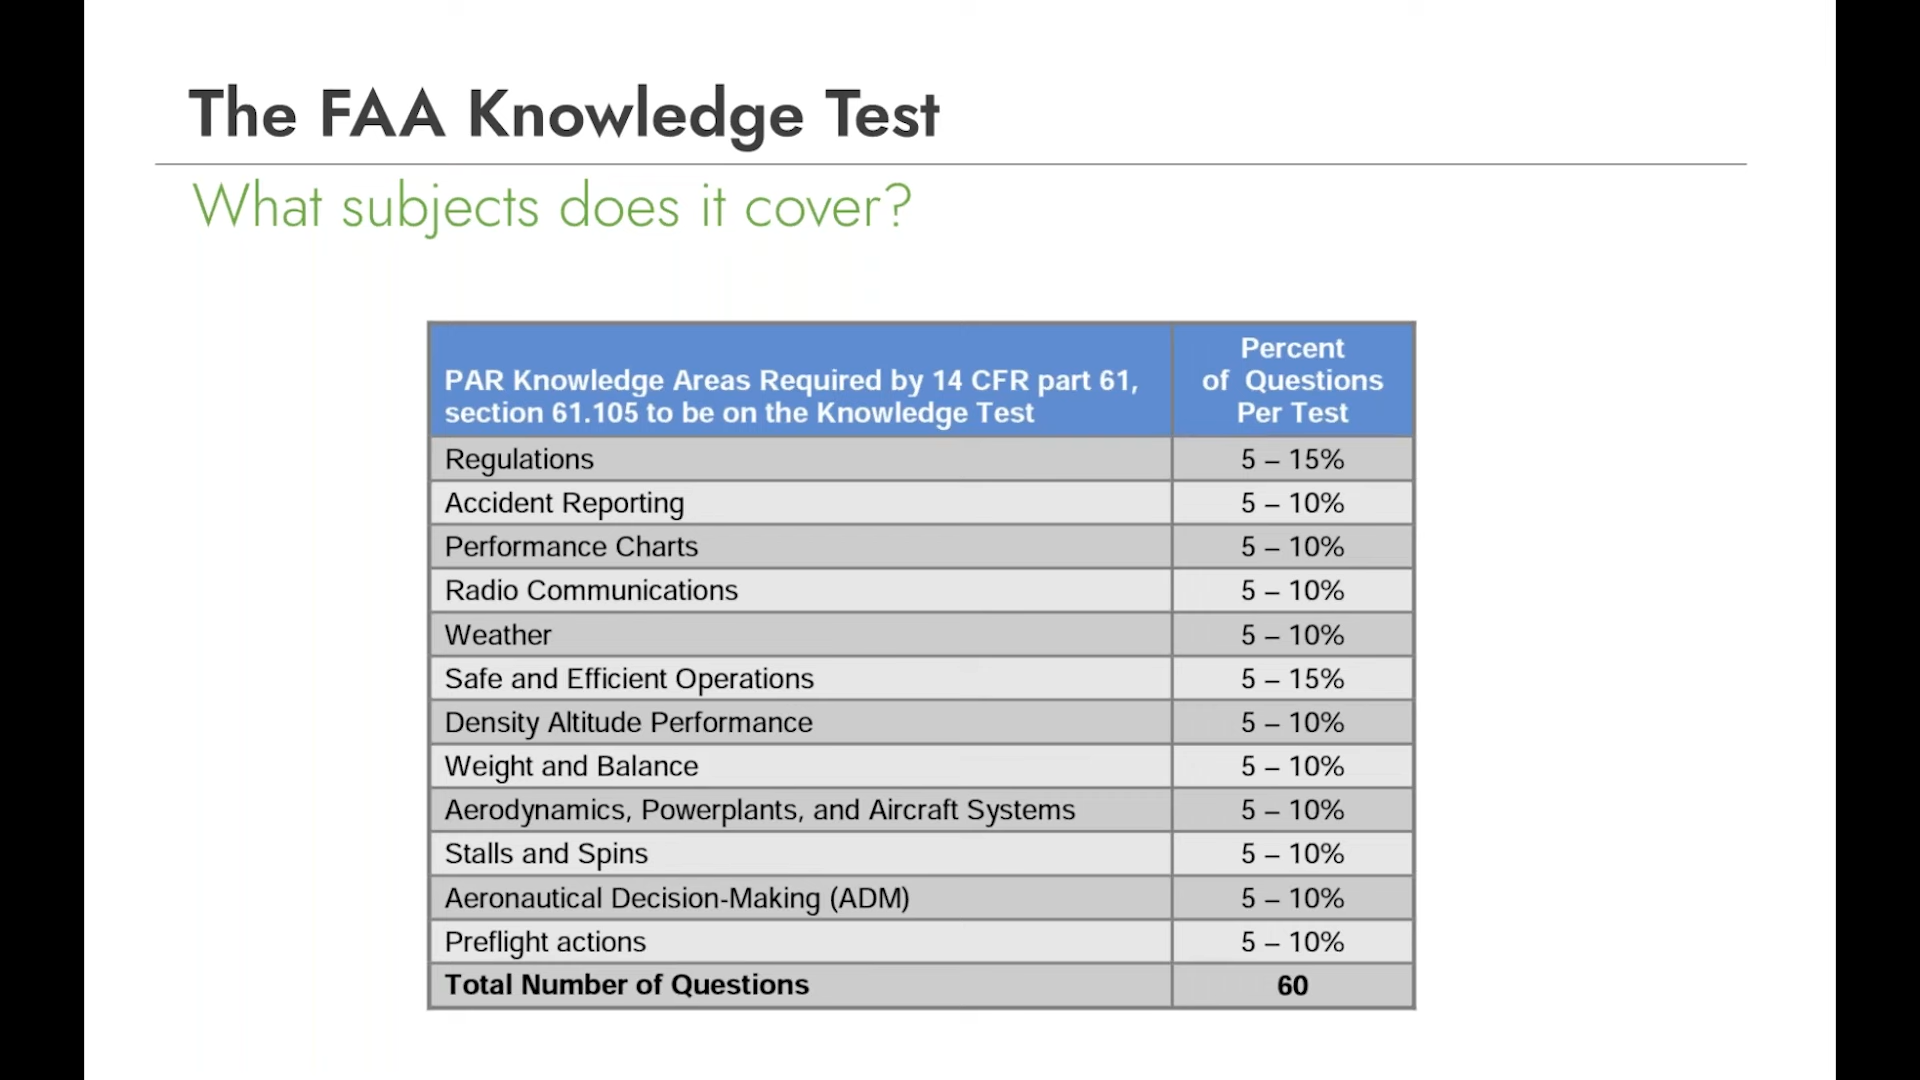 The FAA Knowledge Test
What subjects does it cover?
PAR Knowledge Areas Required by 14 CFR part 61,
section 61.105 to be on the Knowledge Test
Percent
of Questions
Per Test
Regulations 5 – 15%
Accident Reporting 5 – 10%
Performance Charts 5 – 10%
Radio Communications 5 – 10%
Weather 5 – 10%
Safe and Efficient Operations 5 – 15%
Density Altitude Performance 5 – 10%
Weight and Balance 5 – 10%
Aerodynamics, Powerplants, and Aircraft Systems 5 – 10%
Stalls and Spins 5 – 10%
Aeronautical Decision-Making (ADM) 5 – 10%
Preflight actions 5 – 10%
Total Number of Questions 60